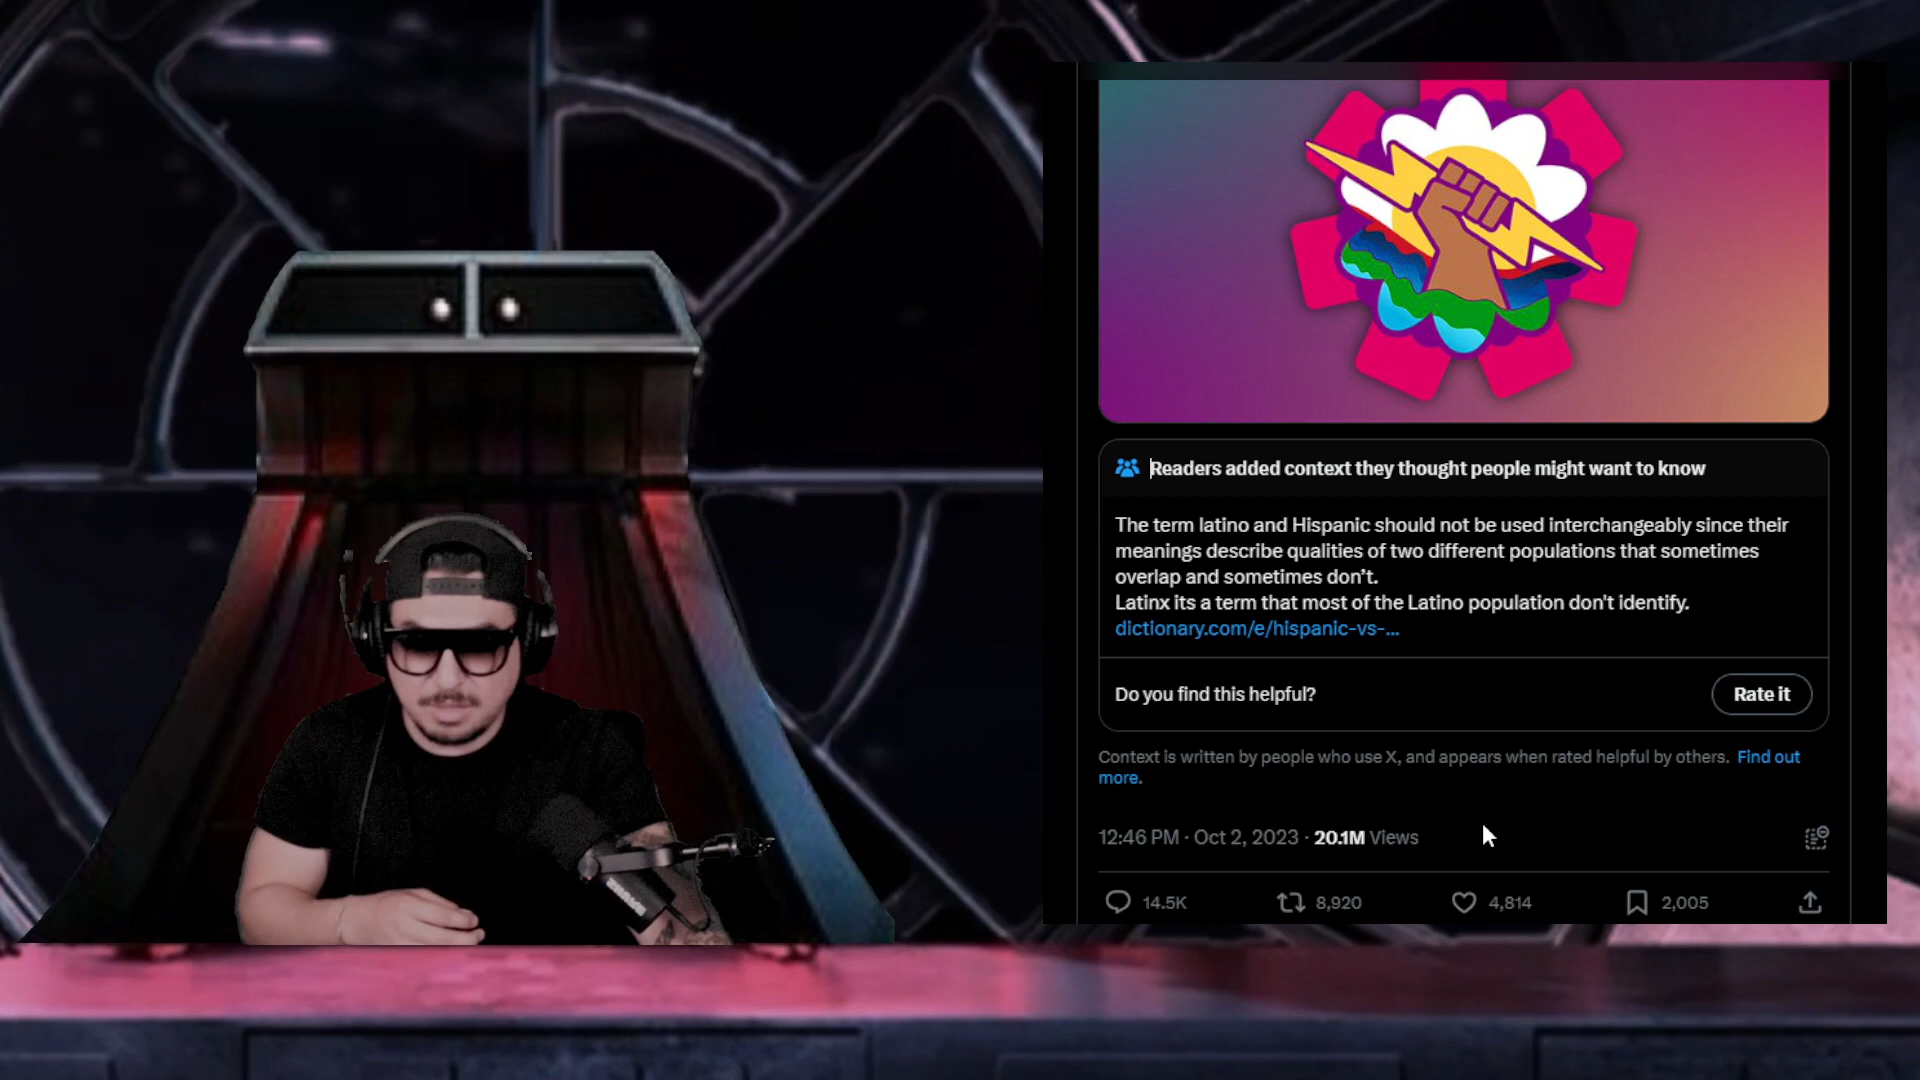 Readers added context they thought people might want to know
The term latino and Hispanic should not be used interchangeably since their
meanings describe qualities of two different populations that sometimes
overlap and sometimes don't.
Latinx its a term that most of the Latino population don't identify.
dictionary.com/e/hispanic-vs-...
Do you find this helpful?
Rate it
Context is written by people who use X, and appears when rated helpful by others. Find out
more.
12:46 PM · Oct 2, 2023 · 20.1M Views
14.5K 8,920 4,814 2,005